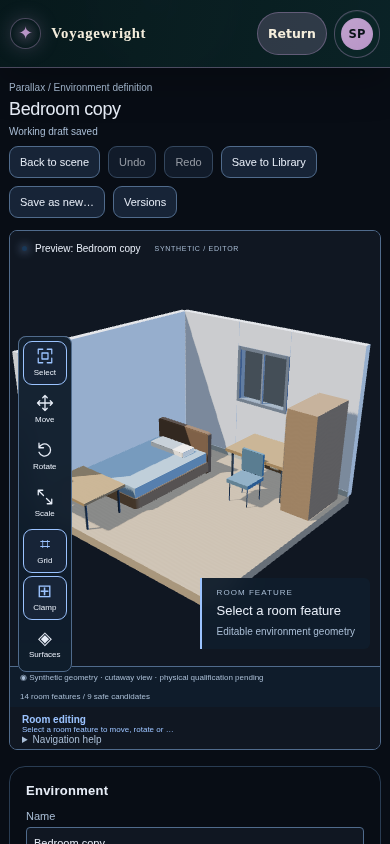 Voyagewright
Return
SP
Parallax / Environment definition
Bedroom copy
Working draft saved
Back to scene
Undo
Redo
Save to Library
Save as new…
Versions
Preview: Bedroom copy
SYNTHETIC / EDITOR
Select
Move
Rotate
Scale
Grid
Clamp
Surfaces
ROOM FEATURE
Select a room feature
Editable environment geometry
◉ Synthetic geometry · cutaway view · physical qualification pending
14 room features / 9 safe candidates
Room editing
Select a room feature to move, rotate or …
▶ Navigation help
Environment
Name
Bedroom copy